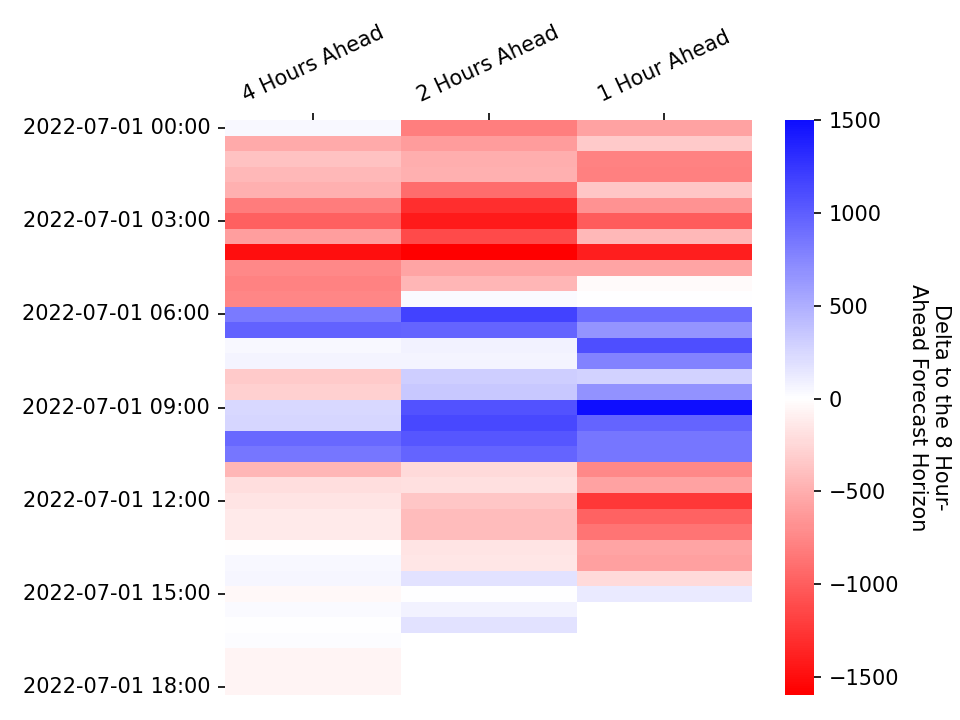 4 Hours Ahead
2 Hours Ahead
1 Hour Ahead
2022-07-01 00:00
2022-07-01 03:00
2022-07-01 06:00
2022-07-01 09:00
2022-07-01 12:00
2022-07-01 15:00
2022-07-01 18:00
1500
1000
500
0
−500
−1000
−1500
Delta to the 8 Hour-
Ahead Forecast Horizon